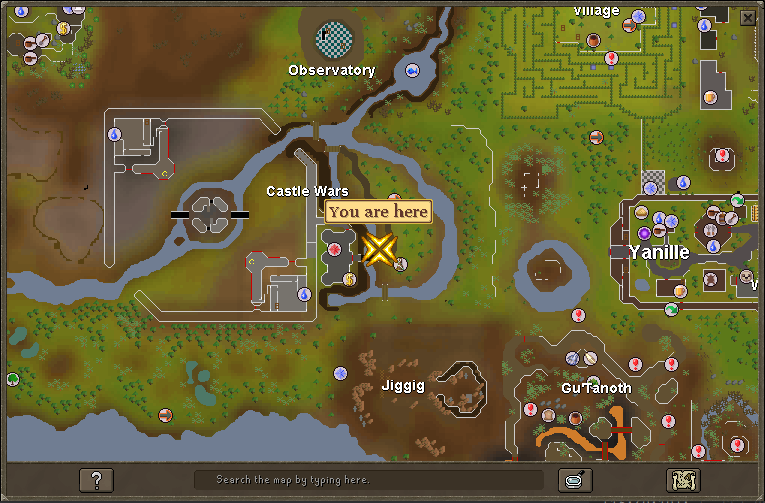 Village
Observatory
Castle Wars
You are here
Yanille
Jiggig
Gu'Tanoth
?
Search the map by typing here.